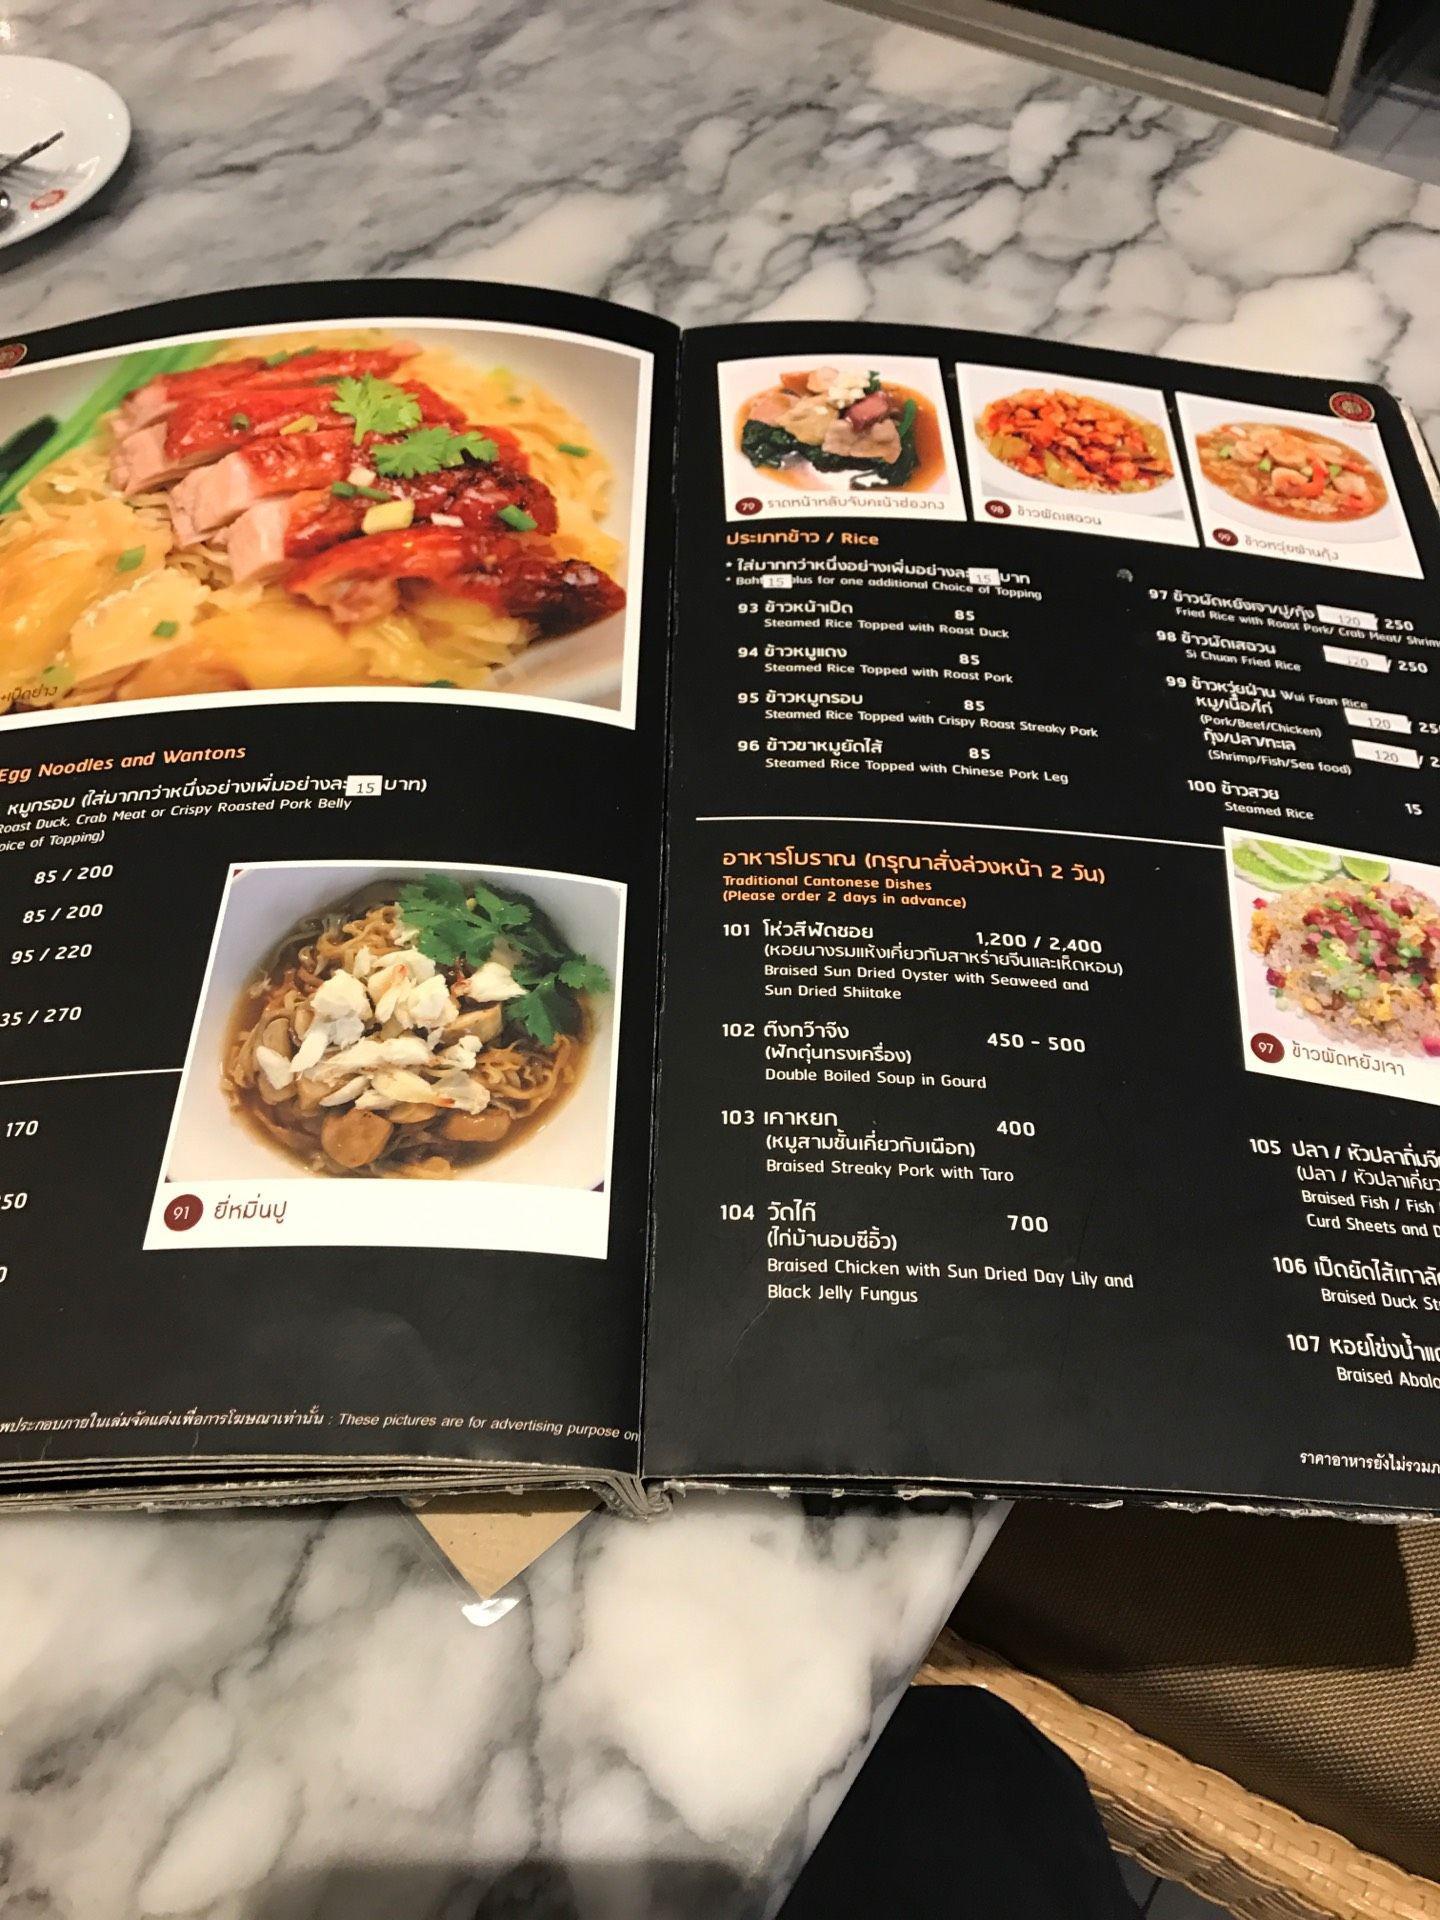 +เป็ดย่าง
Egg Noodles and Wantons
หมูกรอบ (ใส่มากกว่าหนึ่งอย่างเพิ่มอย่างละ 15 บาท)
Roast Duck, Crab Meat or Crispy Roasted Pork Belly
of Topping)
85 / 200
85 / 200
95 / 220
35 / 270
170
50
0
91 ยี่หมิ่นปู
ประกอบภายในเล่มจัดแต่งเพื่อการโฆษณาเท่านั้น : These pictures are for advertising purpose on
79 ราดหน้าหลับจับคะน้าฮ่องกง
98 ข้าวผัดเสฉวน
99 ข้าวหรุ่ยฝ่านกุ้ง
ประเภทข้าว / Rice
* ใส่มากกว่าหนึ่งอย่างเพิ่มอย่างละ 15 บาท
* Baht 15 plus for one additional Choice of Topping
93 ข้าวหน้าเป็ด 85
Steamed Rice Topped with Roast Duck
94 ข้าวหมูแดง 85
Steamed Rice Topped with Roast Pork
95 ข้าวหมูกรอบ 85
Steamed Rice Topped with Crispy Roast Streaky Pork
96 ข้าวขาหมูยัดไส้ 85
Steamed Rice Topped with Chinese Pork Leg
97 ข้าวผัดหยังเจา/ปู/กุ้ง 120 / 250
Fried Rice with Roast Pork/ Crab Meat/ Shrim
98 ข้าวผัดเสฉวน 120 / 250
Si Chuan Fried Rice
99 ข้าวหรุ่ยฝ่าน Wui Faan Rice
หมู/เนื้อ/ไก่ 120 / 25
(Pork/Beef/Chicken)
กุ้ง/ปลา/ทะเล 120 / 2
(Shrimp/Fish/Sea food)
100 ข้าวสวย 15
Steamed Rice
อาหารโบราณ (กรุณาสั่งล่วงหน้า 2 วัน)
Traditional Cantonese Dishes
(Please order 2 days in advance)
101 โห่วสีฟัดชอย 1,200 / 2,400
(หอยนางรมแห้งเคี่ยวกับสาหร่ายจีนและเห็ดหอม)
Braised Sun Dried Oyster with Seaweed and
Sun Dried Shiitake
102 ต๊งกว๊าจ๊ง 450 - 500
(ฟักตุ๋นทรงเครื่อง)
Double Boiled Soup in Gourd
103 เคาหยก 400
(หมูสามชั้นเคี่ยวกับเผือก)
Braised Streaky Pork with Taro
104 วัดไก๊ 700
(ไก่บ้านอบซีอิ้ว)
Braised Chicken with Sun Dried Day Lily and
Black Jelly Fungus
97 ข้าวผัดหยังเจา
105 ปลา / หัวปลาถิ่มจ๊
(ปลา / หัวปลาเคี่ยว
Braised Fish / Fish
Curd Sheets and D
106 เป็ดยัดไส้เกาลั
Braised Duck St
107 หอยโข่งน้ำแ
Braised Abalo
ราคาอาหารยังไม่รวมภ